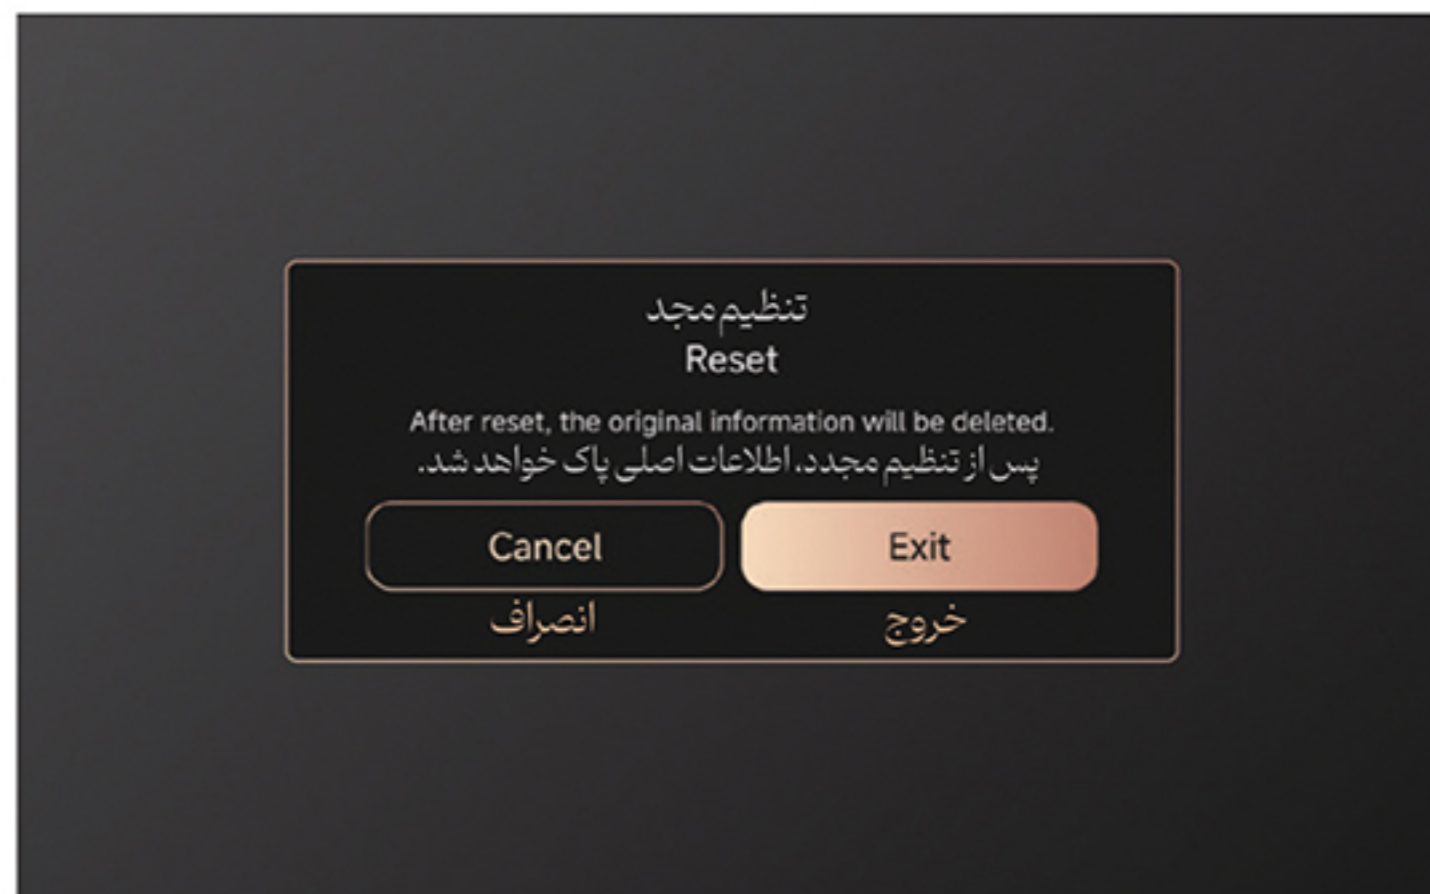 تنظیم مجد
Reset
After reset, the original information will be deleted.
پس از تنظیم مجدد، اطلاعات اصلی پاک خواهد شد.
Cancel
Exit
انصراف
خروج